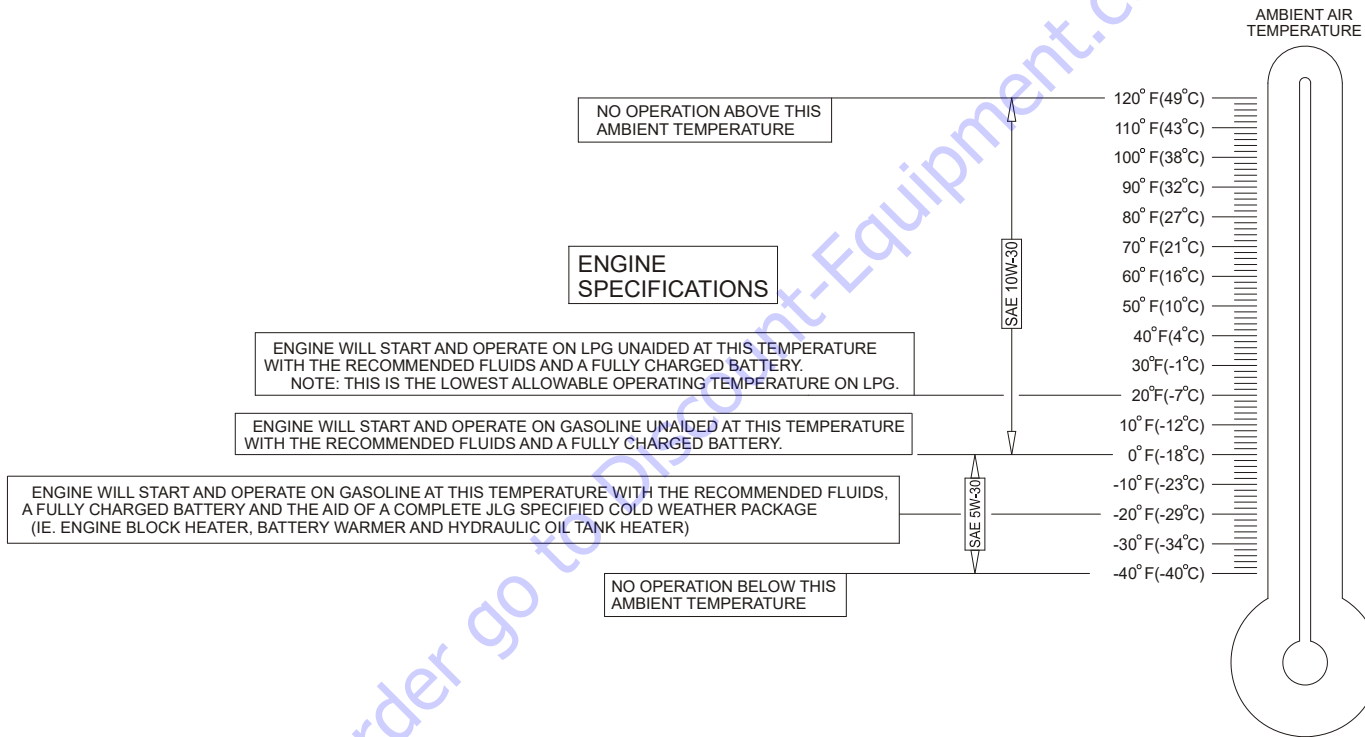 AMBIENT AIR
TEMPERATURE
NO OPERATION ABOVE THIS
AMBIENT TEMPERATURE
120° F(49°C)
110° F(43°C)
100° F(38°C)
90° F(32°C)
80° F(27°C)
70° F(21°C)
60° F(16°C)
50° F(10°C)
40°F(4°C)
30°F(-1°C)
20°F(-7°C)
10°F(-12°C)
0° F(-18°C)
-10° F(-23°C)
-20° F(-29°C)
-30° F(-34°C)
-40° F(-40°C)
SAE 10W-30
ENGINE
SPECIFICATIONS
ENGINE WILL START AND OPERATE ON LPG UNAIDED AT THIS TEMPERATURE
WITH THE RECOMMENDED FLUIDS AND A FULLY CHARGED BATTERY.
NOTE: THIS IS THE LOWEST ALLOWABLE OPERATING TEMPERATURE ON LPG.
ENGINE WILL START AND OPERATE ON GASOLINE UNAIDED AT THIS TEMPERATURE
WITH THE RECOMMENDED FLUIDS AND A FULLY CHARGED BATTERY.
SAE 5W-30
ENGINE WILL START AND OPERATE ON GASOLINE AT THIS TEMPERATURE WITH THE RECOMMENDED FLUIDS,
A FULLY CHARGED BATTERY AND THE AID OF A COMPLETE JLG SPECIFIED COLD WEATHER PACKAGE
(IE. ENGINE BLOCK HEATER, BATTERY WARMER AND HYDRAULIC OIL TANK HEATER)
NO OPERATION BELOW THIS
AMBIENT TEMPERATURE
rder go to Discount-Equipment.c